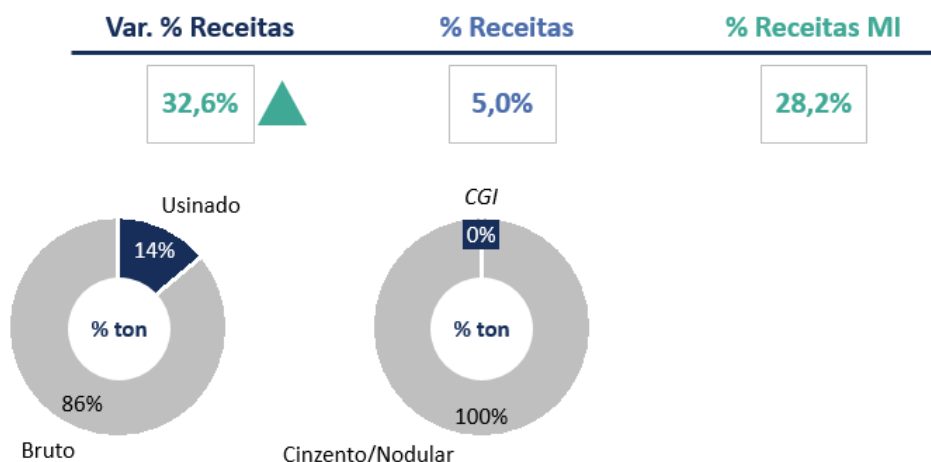 Var. % Receitas
% Receitas
% Receitas MI
32,6%
5,0%
28,2%
Usinado
14%
% ton
86%
Bruto
CGI
0%
% ton
100%
Cinzento/Nodular